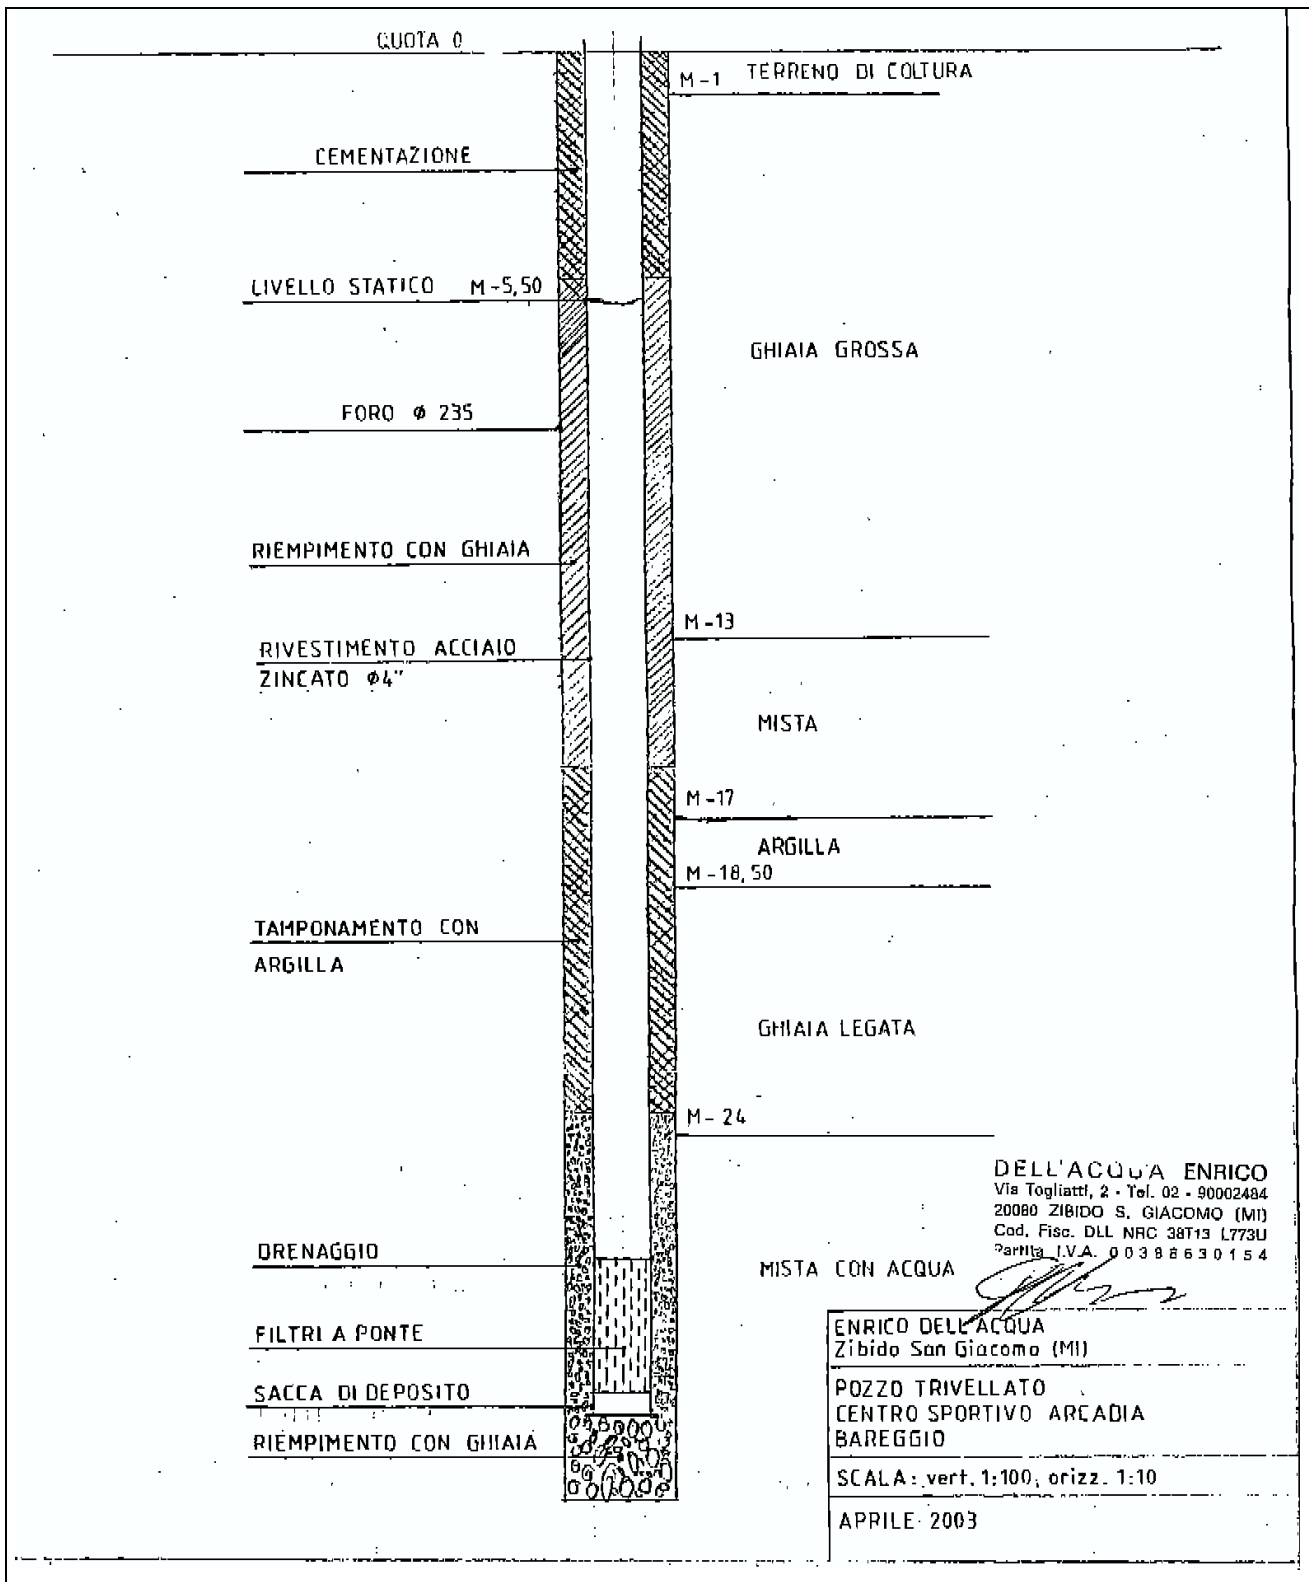 QUOTA 0
M-1 TERRENO DI COLTURA
CEMENTAZIONE
LIVELLO STATICO M-5,50
GHIAIA GROSSA
FORO ø 235
RIEMPIMENTO CON GHIAIA
M-13
RIVESTIMENTO ACCIAIO
ZINCATO ø4"
MISTA
M-17
ARGILLA
M-18,50
TAMPONAMENTO CON
ARGILLA
GHIAIA LEGATA
M-24
DELL'ACQUA ENRICO
Via Togliatti, 2 - Tel. 02 - 90002484
20080 ZIBIDO S. GIACOMO (MI)
Cod. Fisc. DLL NRC 38T13 L773U
Partita I.V.A. 00388630154
DRENAGGIO
MISTA CON ACQUA
FILTRI A PONTE
SACCA DI DEPOSITO
RIEMPIMENTO CON GHIAIA
ENRICO DELL'ACQUA
Zibido San Giacomo (MI)
POZZO TRIVELLATO
CENTRO SPORTIVO ARCADIA
BAREGGIO
SCALA: vert. 1:100, orizz. 1:10
APRILE 2003